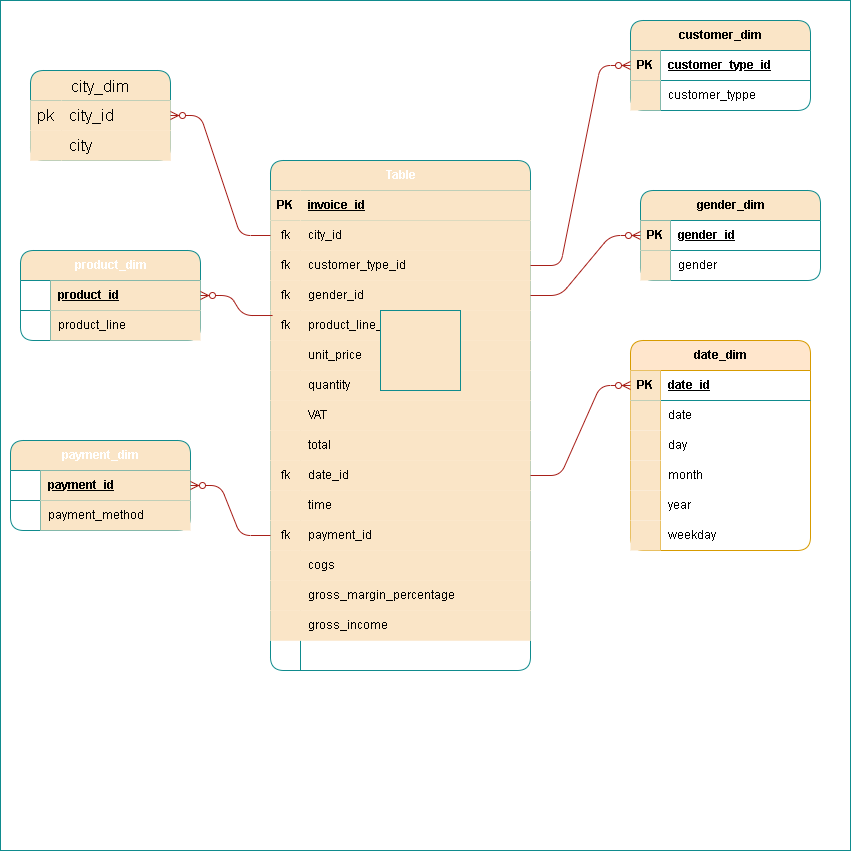 city_dim
pk city_id
city
product_dim
product_id
product_line
payment_dim
payment_id
payment_method
Table
PK invoice_id
fk city_id
fk customer_type_id
fk gender_id
fk product_line_
unit_price
quantity
VAT
total
fk date_id
time
fk payment_id
cogs
gross_margin_percentage
gross_income
customer_dim
PK customer_type_id
customer_typpe
gender_dim
PK gender_id
gender
date_dim
PK date_id
date
day
month
year
weekday